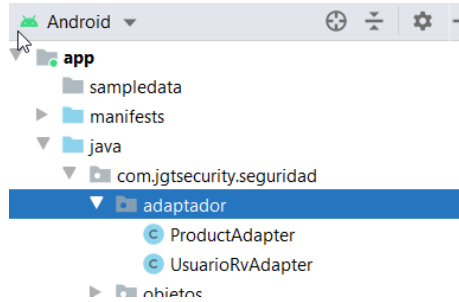 Android
app
sampledata
manifests
java
com.jgtsecurity.seguridad
adaptador
C ProductAdapter
C UsuarioRvAdapter
objetos